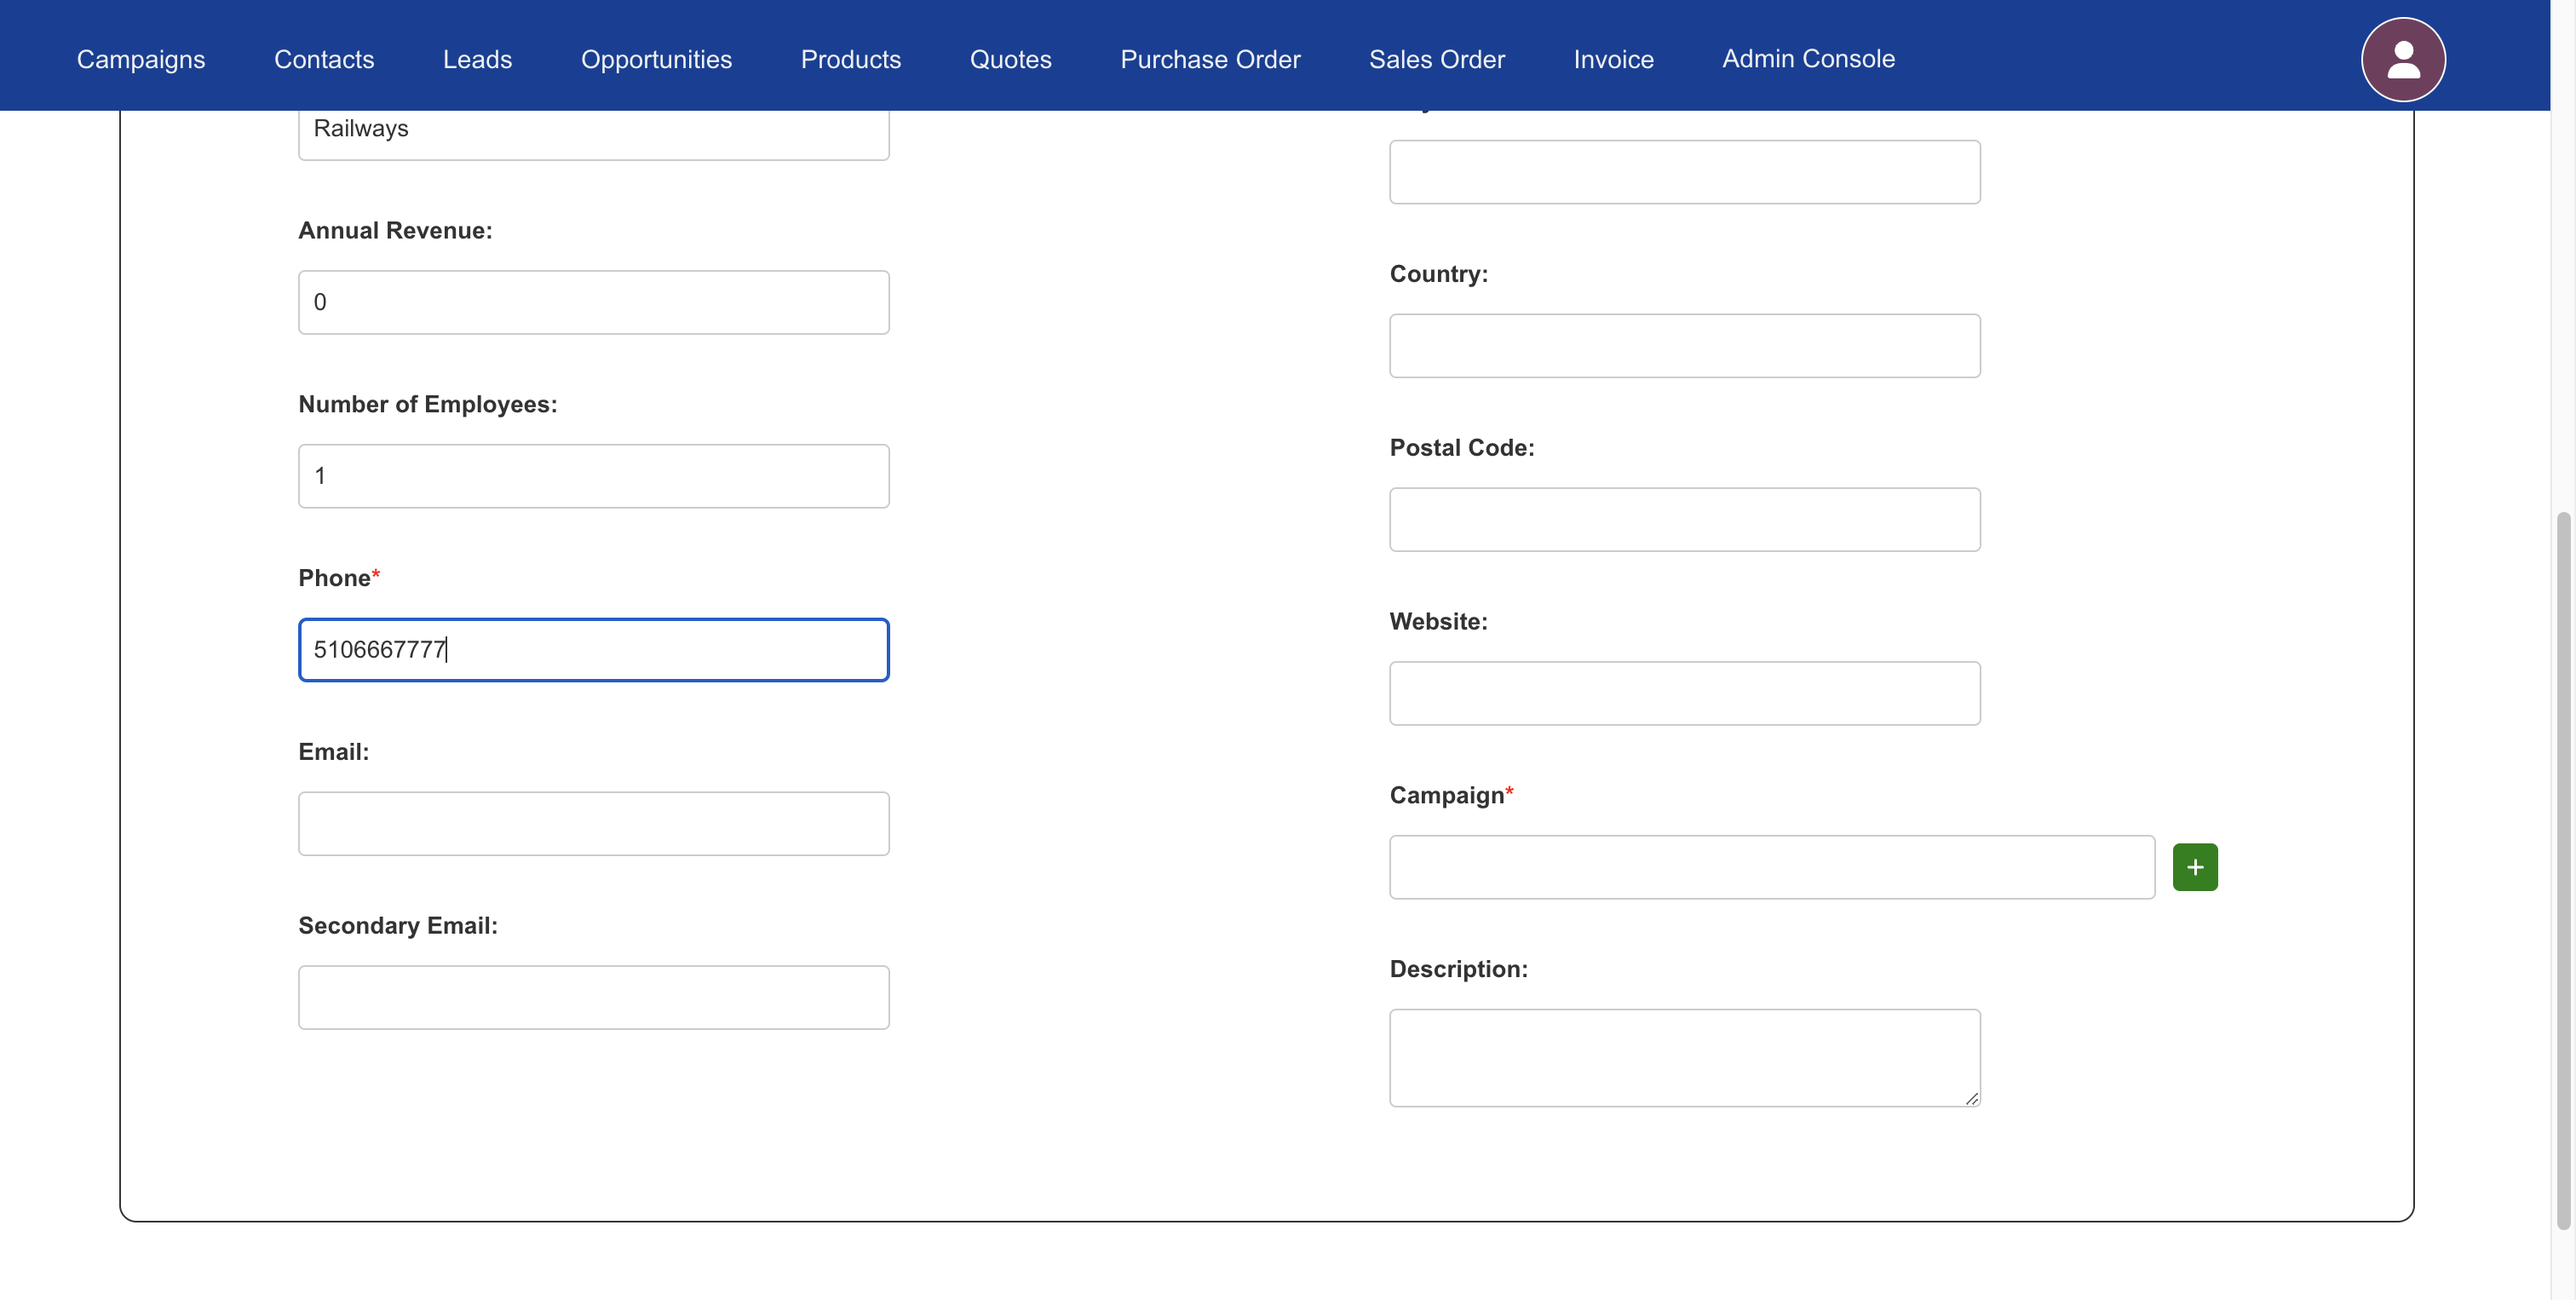 Campaigns Contacts Leads Opportunities Products Quotes Purchase Order Sales Order Invoice Admin Console
Railways
Annual Revenue:
0
Number of Employees:
1
Phone*
5106667777
Email:
Secondary Email:
Country:
Postal Code:
Website:
Campaign*
+
Description: